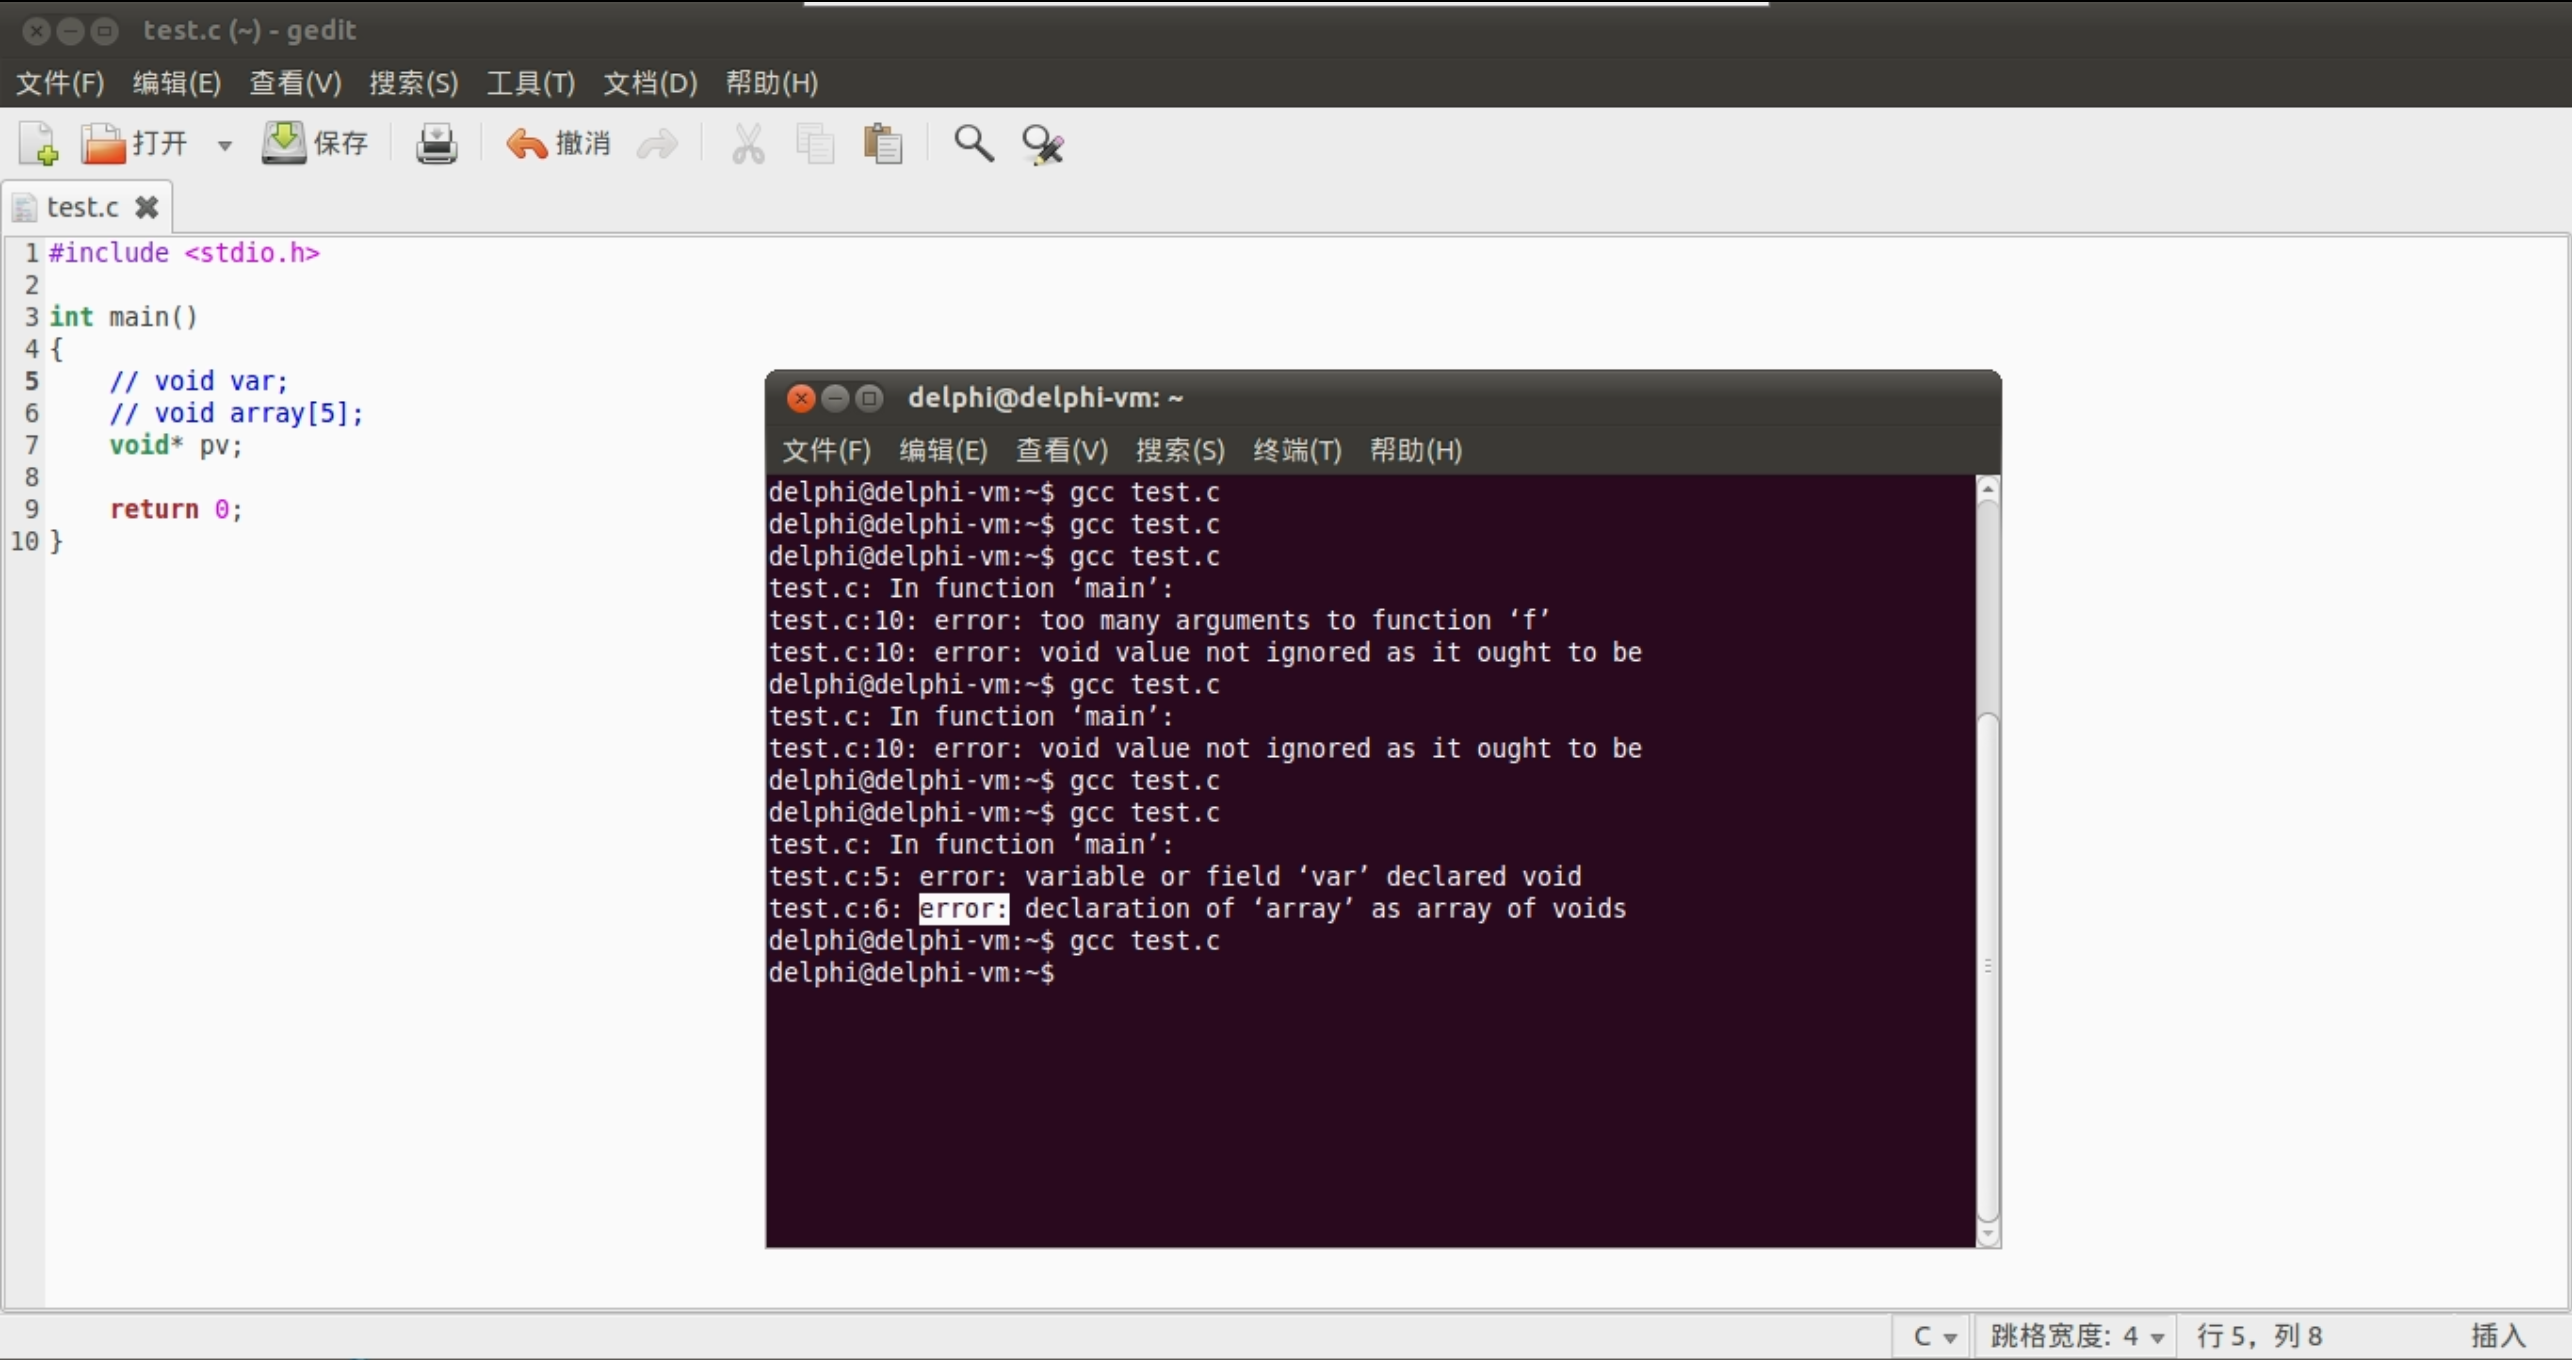 test.c (~) - gedit
文件(F) 编辑(E) 查看(V) 搜索(S) 工具(T) 文档(D) 帮助(H)
打开 保存 撤消
test.c
1 #include <stdio.h>
2
3 int main()
4 {
5     // void var;
6     // void array[5];
7     void* pv;
8
9     return 0;
10 }
delphi@delphi-vm: ~
文件(F) 编辑(E) 查看(V) 搜索(S) 终端(T) 帮助(H)
delphi@delphi-vm:~$ gcc test.c
delphi@delphi-vm:~$ gcc test.c
delphi@delphi-vm:~$ gcc test.c
test.c: In function ‘main’:
test.c:10: error: too many arguments to function ‘f’
test.c:10: error: void value not ignored as it ought to be
delphi@delphi-vm:~$ gcc test.c
test.c: In function ‘main’:
test.c:10: error: void value not ignored as it ought to be
delphi@delphi-vm:~$ gcc test.c
delphi@delphi-vm:~$ gcc test.c
test.c: In function ‘main’:
test.c:5: error: variable or field ‘var’ declared void
test.c:6: error: declaration of ‘array’ as array of voids
delphi@delphi-vm:~$ gcc test.c
delphi@delphi-vm:~$
C 跳格宽度: 4 行 5，列 8 插入